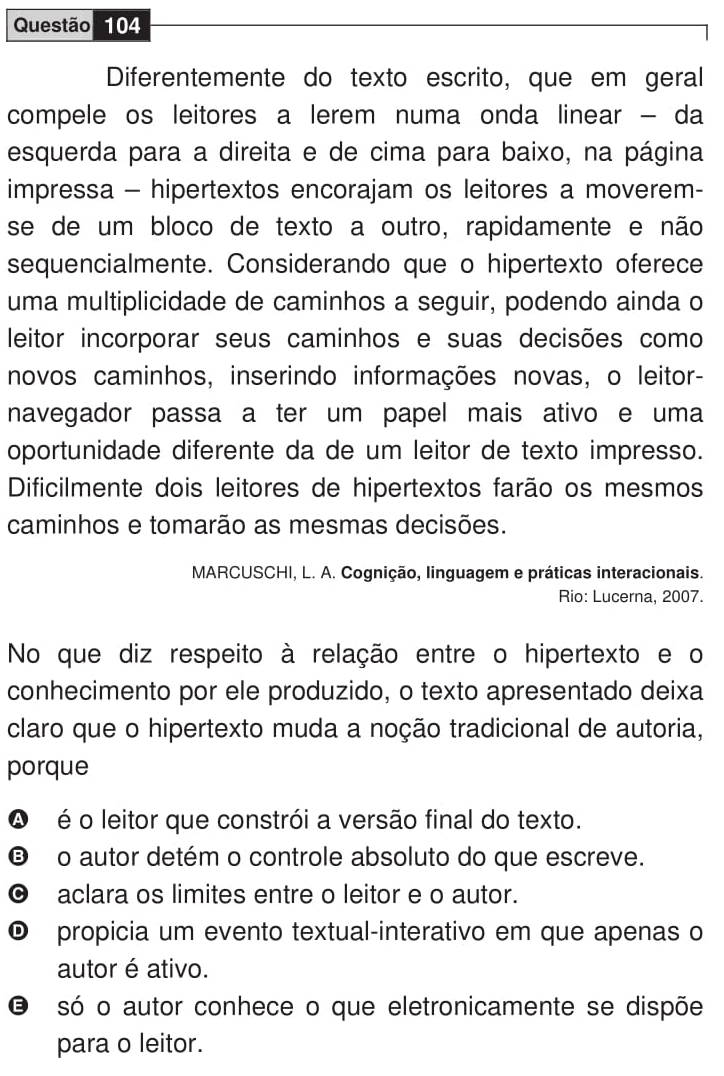 Questão 104
Diferentemente do texto escrito, que em geral
compele os leitores a lerem numa onda linear – da
esquerda para a direita e de cima para baixo, na página
impressa – hipertextos encorajam os leitores a moverem-
se de um bloco de texto a outro, rapidamente e não
sequencialmente. Considerando que o hipertexto oferece
uma multiplicidade de caminhos a seguir, podendo ainda o
leitor incorporar seus caminhos e suas decisões como
novos caminhos, inserindo informações novas, o leitor-
navegador passa a ter um papel mais ativo e uma
oportunidade diferente da de um leitor de texto impresso.
Dificilmente dois leitores de hipertextos farão os mesmos
caminhos e tomarão as mesmas decisões.
MARCUSCHI, L. A. Cognição, linguagem e práticas interacionais.
Rio: Lucerna, 2007.
No que diz respeito à relação entre o hipertexto e o
conhecimento por ele produzido, o texto apresentado deixa
claro que o hipertexto muda a noção tradicional de autoria,
porque
A é o leitor que constrói a versão final do texto.
B o autor detém o controle absoluto do que escreve.
C aclara os limites entre o leitor e o autor.
D propicia um evento textual-interativo em que apenas o
autor é ativo.
E só o autor conhece o que eletronicamente se dispõe
para o leitor.